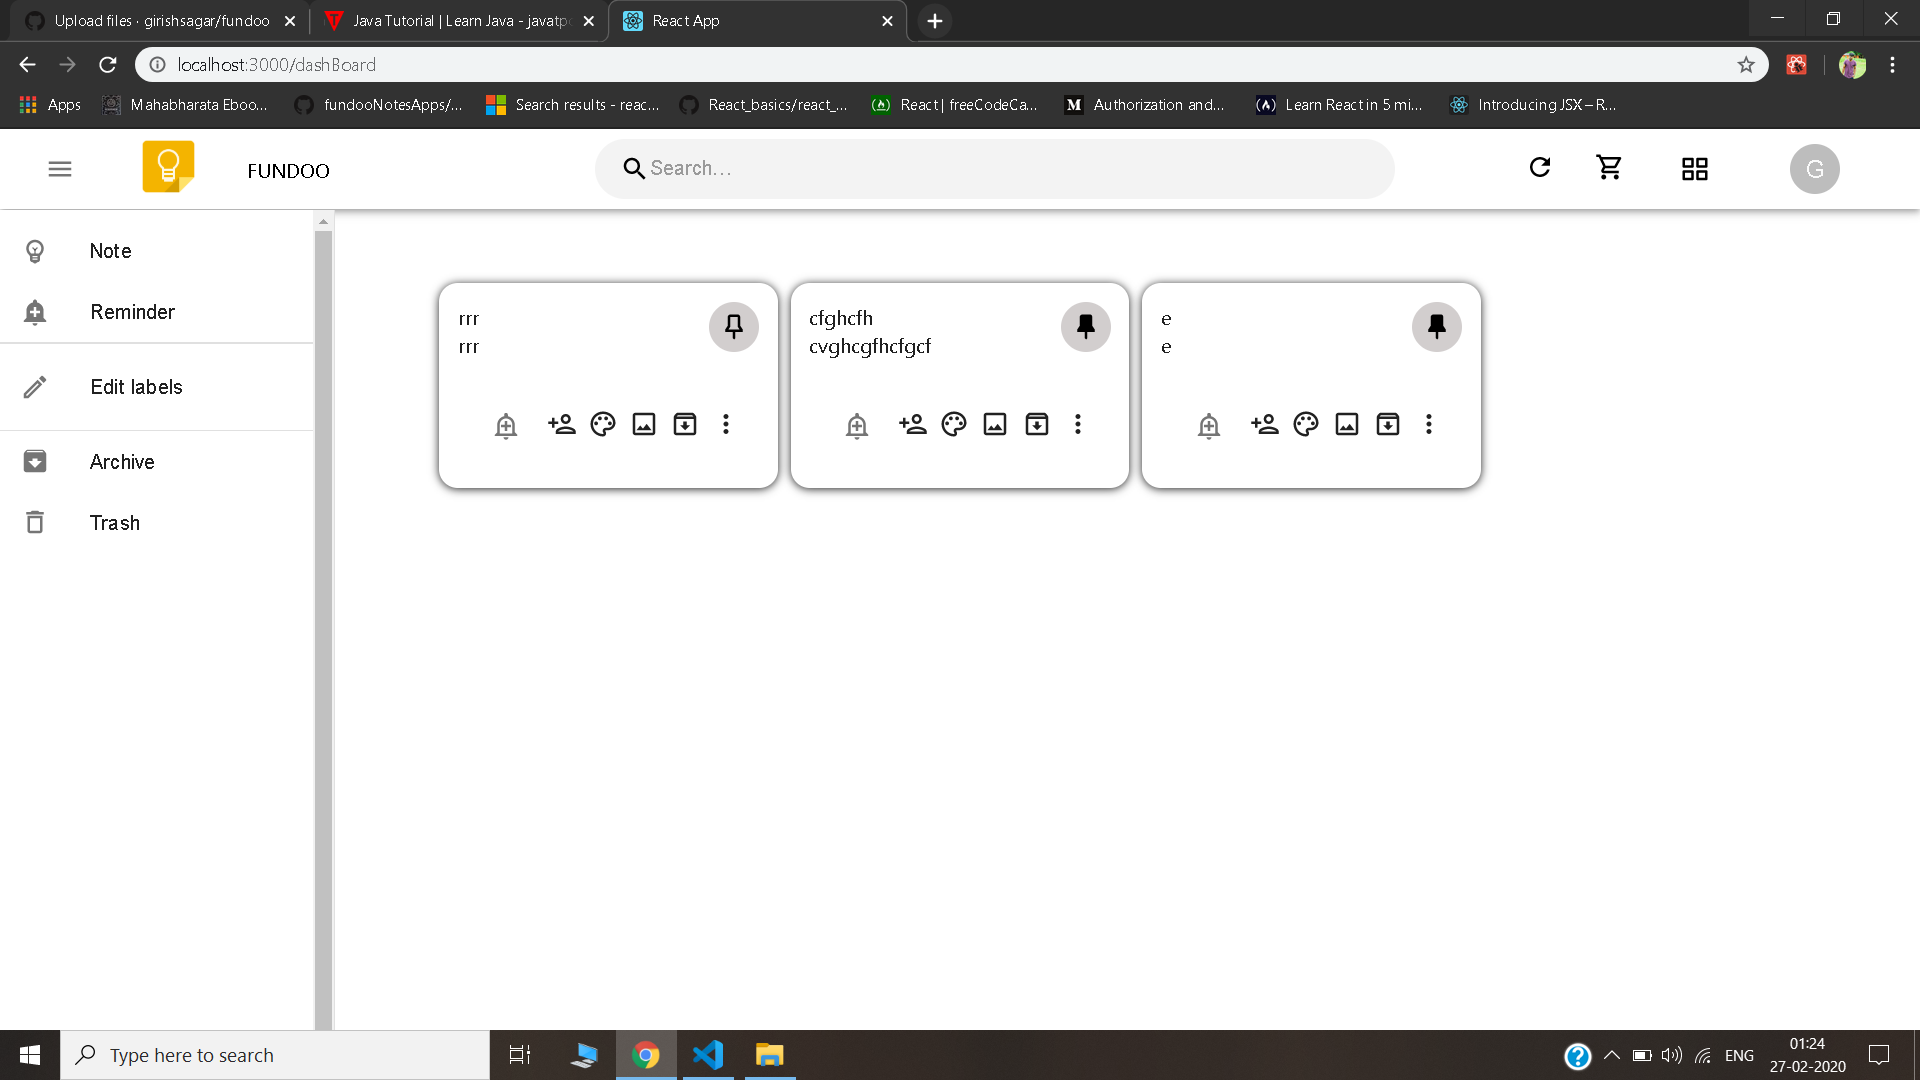 Upload files · girishsagar/fundoo
Java Tutorial | Learn Java - javatp
React App
localhost:3000/dashBoard
Apps
Mahabharata Eboo...
fundooNotesApps/...
Search results - reac...
React_basics/react_...
React | freeCodeCa...
Authorization and...
Learn React in 5 mi...
Introducing JSX – R...
FUNDOO
Search...
G
Note
Reminder
Edit labels
Archive
Trash
rrr
rrr
cfghcfh
cvghcgfhcfgcf
e
e
Type here to search
ENG
01:24
27-02-2020